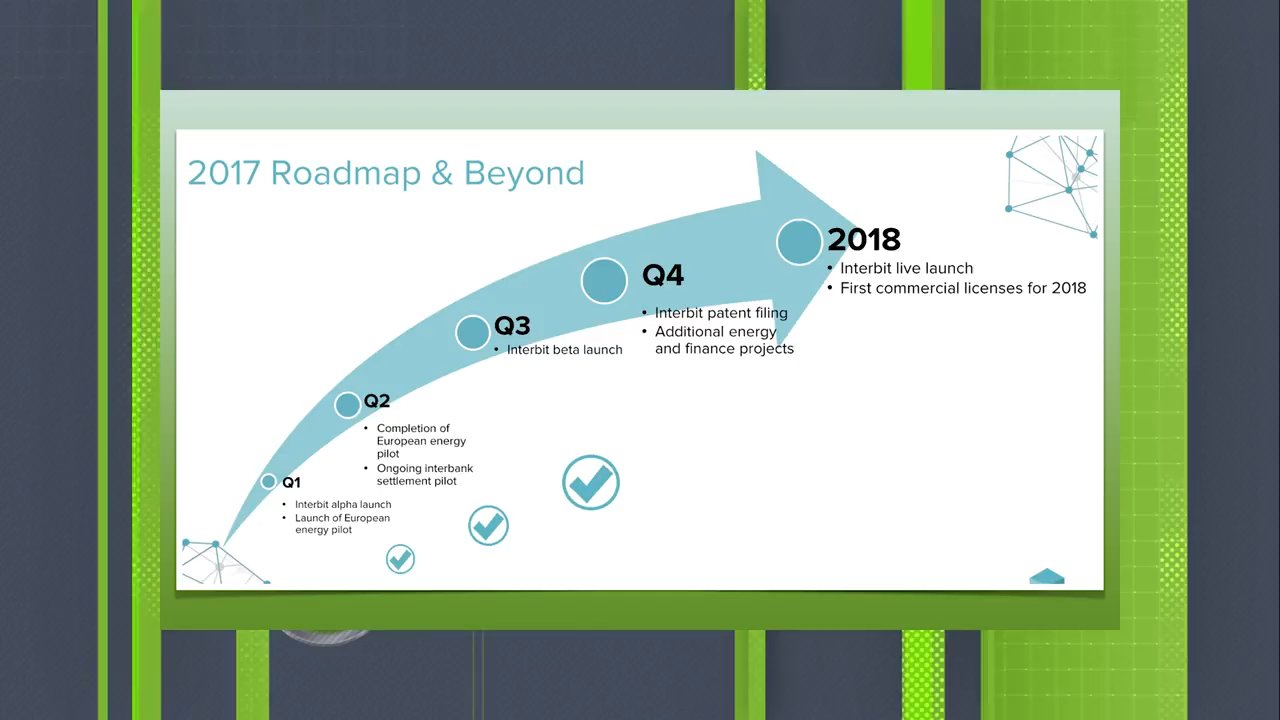 2017 Roadmap & Beyond
2018
• Interbit live launch
• First commercial licenses for 2018
Q4
• Interbit patent filing
• Additional energy
and finance projects
Q3
• Interbit beta launch
Q2
• Completion of
European energy
pilot
• Ongoing interbank
settlement pilot
Q1
• Interbit alpha launch
• Launch of European
energy pilot